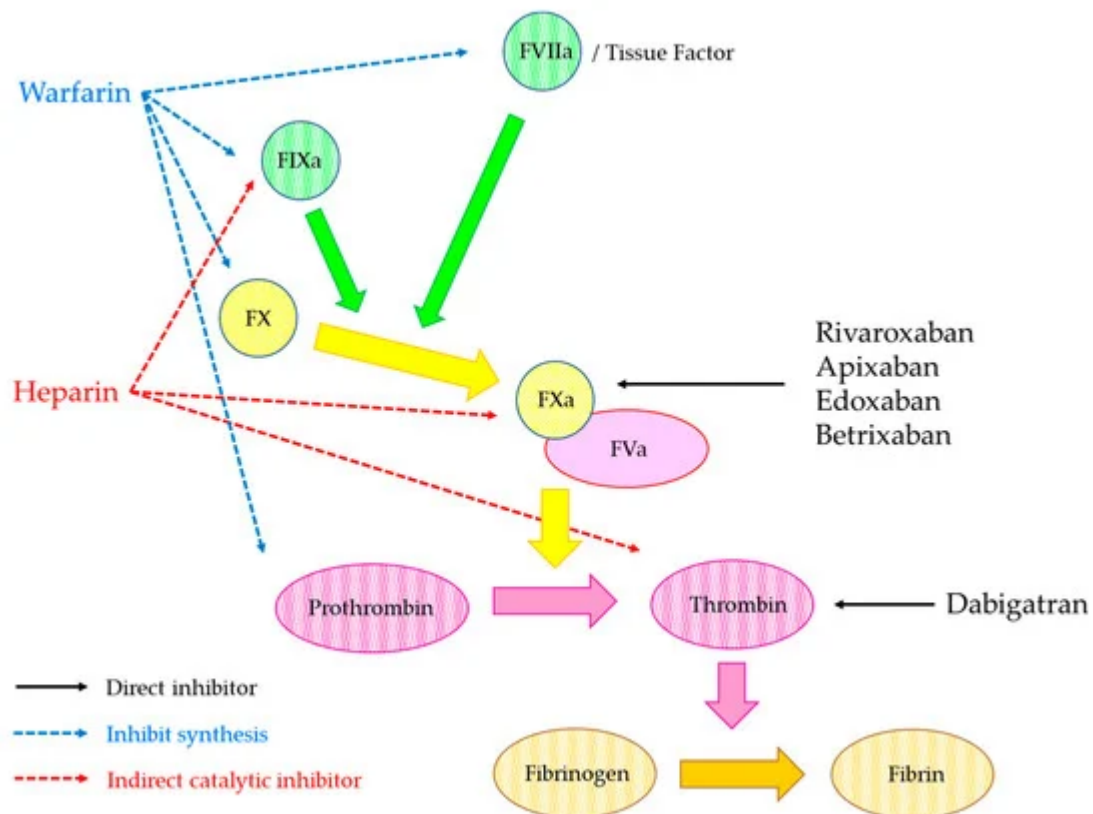 FVIIa / Tissue Factor
Warfarin
FIXa
FX
Rivaroxaban
Apixaban
Edoxaban
Betrixaban
Heparin
FXa
FVa
Prothrombin
Thrombin
Dabigatran
Direct inhibitor
Inhibit synthesis
Indirect catalytic inhibitor
Fibrinogen
Fibrin